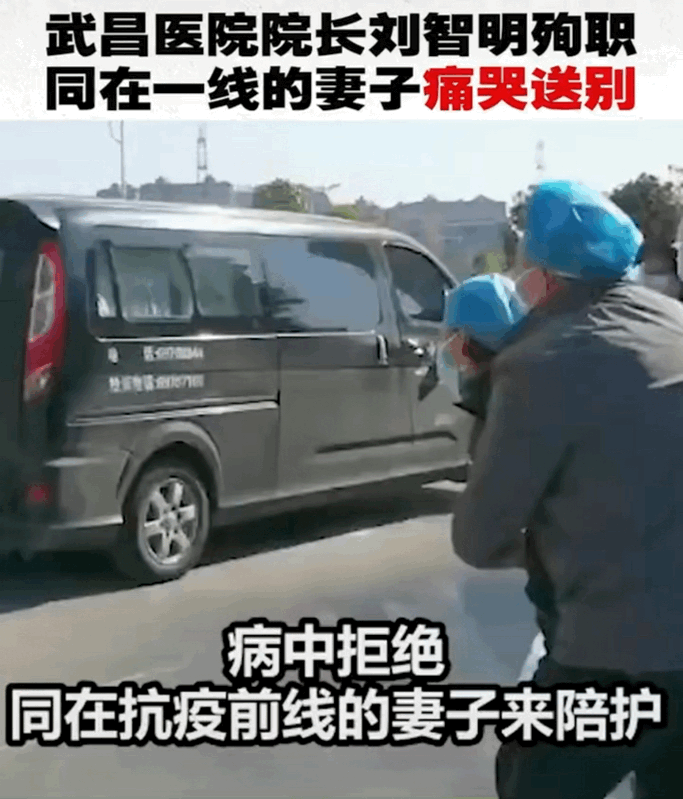 武昌医院院长刘智明殉职
同在一线的妻子痛哭送别
病中拒绝
同在抗疫前线的妻子来陪护